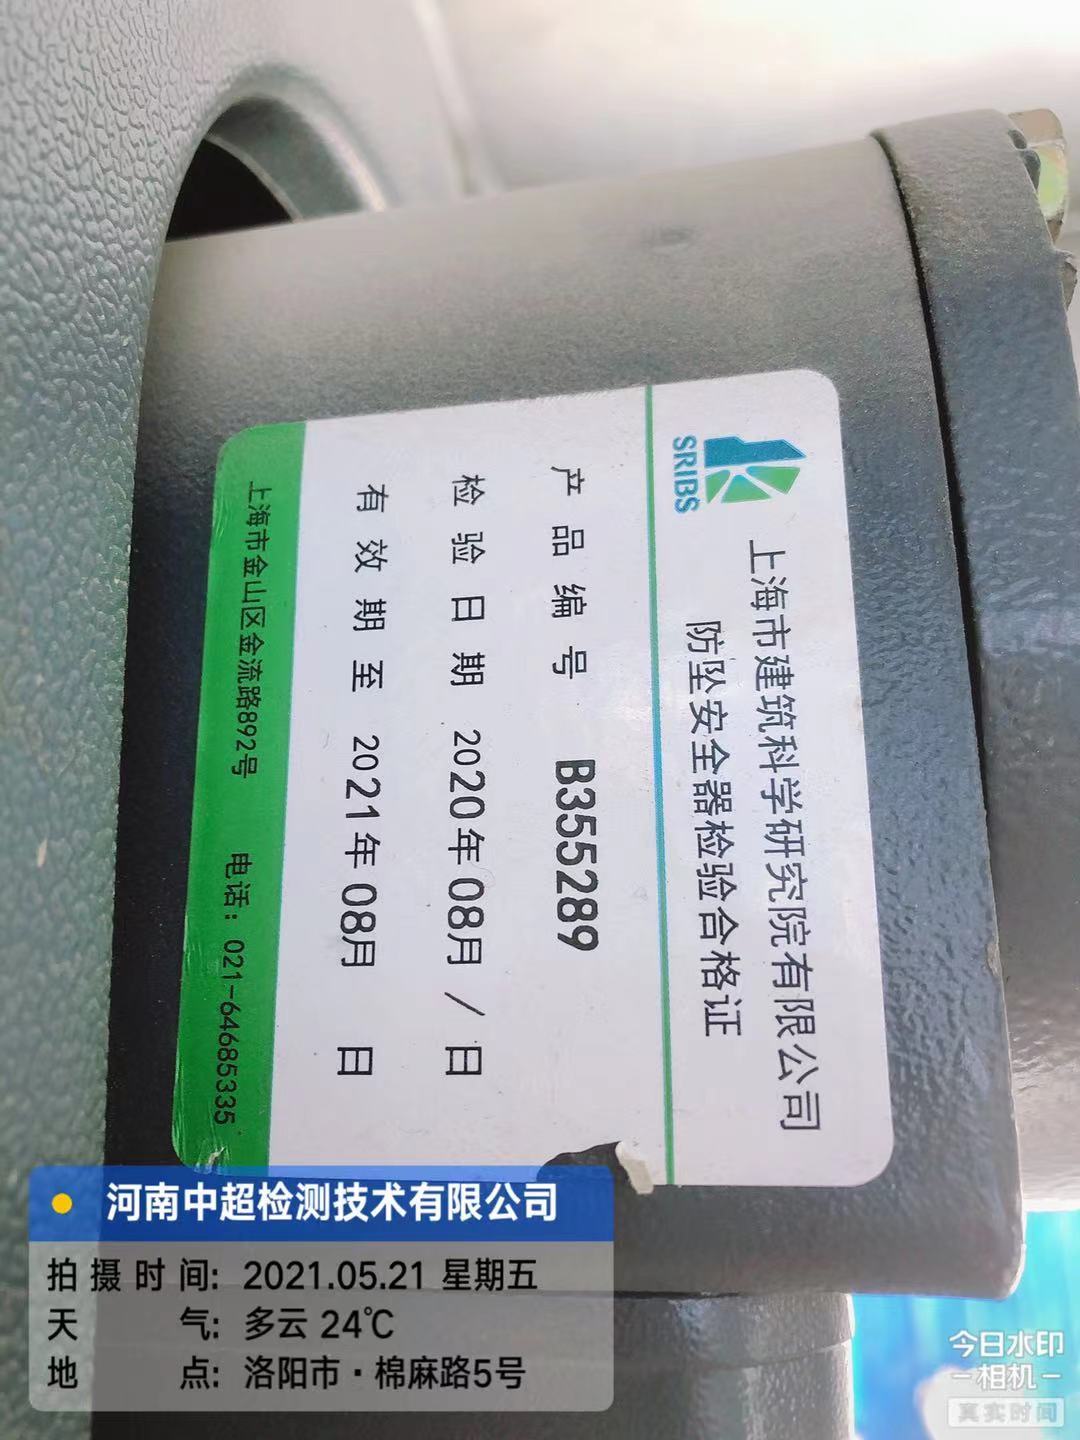 SRIBS
上海市建筑科学研究院有限公司
防坠安全器检验合格证
产品编号 B355289
检验日期 2020年08月/日
有效期至 2021年08月 日
上海市金山区金流路892号 电话：021-64685335
河南中超检测技术有限公司
拍摄时间: 2021.05.21 星期五
天气: 多云 24℃
地点: 洛阳市·棉麻路5号
今日水印
-相机-
真实时间